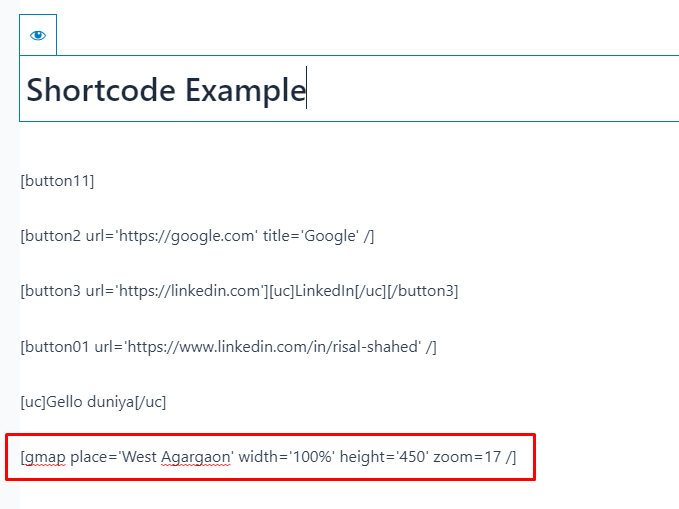 Shortcode Example
[button11]
[button2 url='https://google.com' title='Google' /]
[button3 url='https://linkedin.com'][uc]LinkedIn[/uc][/button3]
[button01 url='https://www.linkedin.com/in/risal-shahed' /]
[uc]Gello duniya[/uc]
[gmap place='West Agargaon' width='100%' height='450' zoom=17 /]